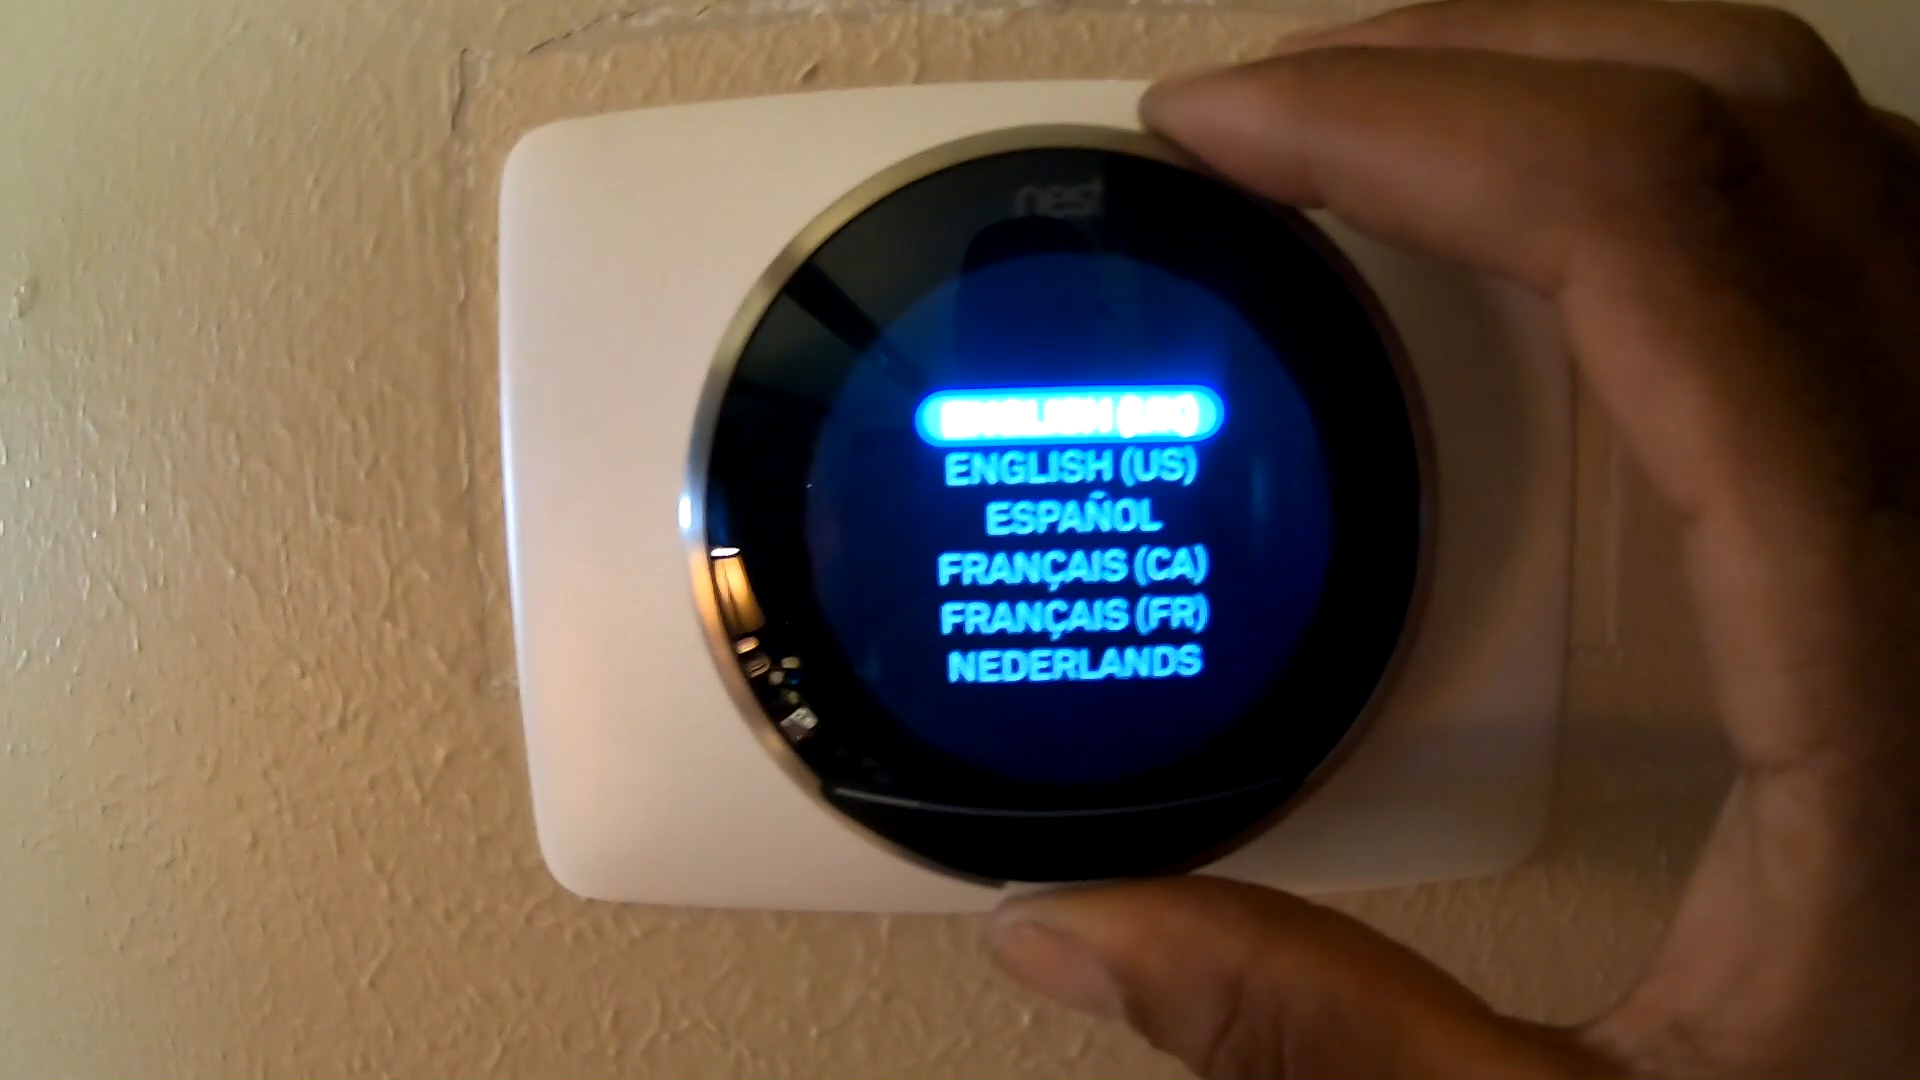 nest
ENGLISH (UK)
ENGLISH (US)
ESPAÑOL
FRANÇAIS (CA)
FRANÇAIS (FR)
NEDERLANDS